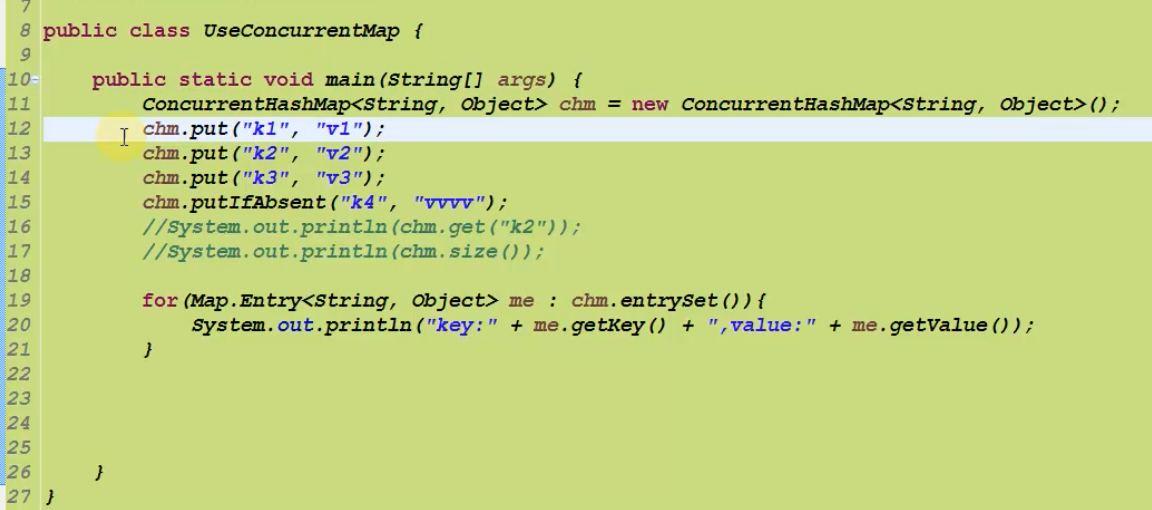 7
8 public class UseConcurrentMap {
9
10 public static void main(String[] args) {
11 ConcurrentHashMap<String, Object> chm = new ConcurrentHashMap<String, Object>();
12 chm.put("k1", "v1");
13 chm.put("k2", "v2");
14 chm.put("k3", "v3");
15 chm.putIfAbsent("k4", "vvvv");
16 //System.out.println(chm.get("k2"));
17 //System.out.println(chm.size());
18
19 for(Map.Entry<String, Object> me : chm.entrySet()){
20 System.out.println("key:" + me.getKey() + ",value:" + me.getValue());
21 }
22
23
24
25
26 }
27 }